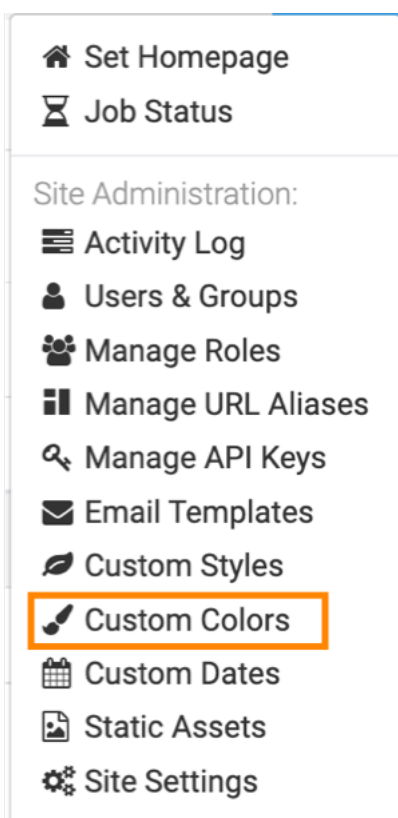 Set Homepage
Job Status
Site Administration:
Activity Log
Users & Groups
Manage Roles
Manage URL Aliases
Manage API Keys
Email Templates
Custom Styles
Custom Colors
Custom Dates
Static Assets
Site Settings